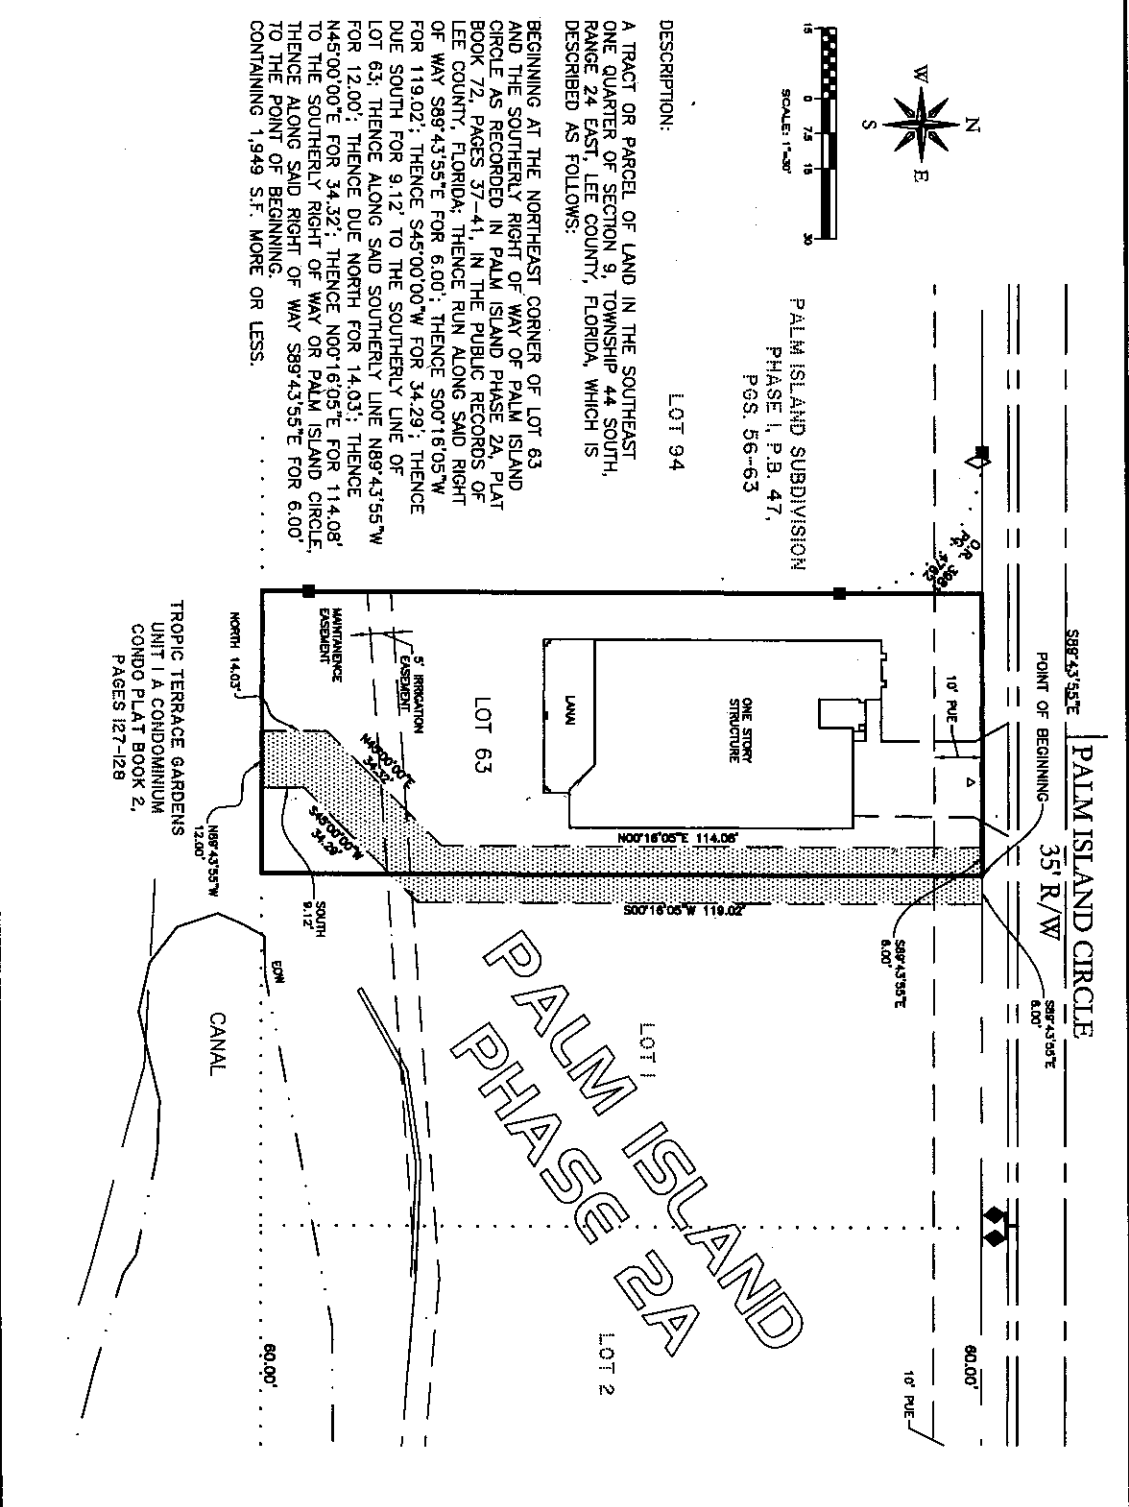 N
W
E
S
15 0 7.5 15 30
SCALE: 1"=30'
PALM ISLAND CIRCLE
35' R/W
S89°43'55"E
POINT OF BEGINNING
S89°43'55"E
6.00'
S89°43'55"E
6.00'
10' PUE
60.00'
10' PUE
PALM ISLAND SUBDIVISION
PHASE I, P.B. 47,
PGS. 56-63
LOT 94
O.R.
ONE STORY
STRUCTURE
LANAI
LOT 63
N00°16'05"E 114.08'
S00°16'05"W 119.02'
5' IRRIGATION
EASEMENT
MAINTANENCE
EASEMENT
N45°00'00"E
34.32'
S45°00'00"W
34.29'
NORTH 14.03'
SOUTH
9.12'
N89°43'55"W
12.00'
LOT 1
PALM ISLAND
PHASE 2A
LOT 2
EOW
CANAL
60.00'
TROPIC TERRACE GARDENS
UNIT I A CONDOMINIUM
CONDO PLAT BOOK 2,
PAGES 127-128
DESCRIPTION:
A TRACT OR PARCEL OF LAND IN THE SOUTHEAST
ONE QUARTER OF SECTION 9, TOWNSHIP 44 SOUTH,
RANGE 24 EAST, LEE COUNTY, FLORIDA, WHICH IS
DESCRIBED AS FOLLOWS:
BEGINNING AT THE NORTHEAST CORNER OF LOT 63
AND THE SOUTHERLY RIGHT OF WAY OF PALM ISLAND
CIRCLE AS RECORDED IN PALM ISLAND PHASE 2A, PLAT
BOOK 72, PAGES 37-41, IN THE PUBLIC RECORDS OF
LEE COUNTY, FLORIDA; THENCE RUN ALONG SAID RIGHT
OF WAY S89°43'55"E FOR 6.00'; THENCE S00°16'05"W
FOR 119.02'; THENCE S45°00'00"W FOR 34.29'; THENCE
DUE SOUTH FOR 9.12' TO THE SOUTHERLY LINE OF
LOT 63; THENCE ALONG SAID SOUTHERLY LINE N89°43'55"W
FOR 12.00'; THENCE DUE NORTH FOR 14.03'; THENCE
N45°00'00"E FOR 34.32'; THENCE N00°16'05"E FOR 114.08'
TO THE SOUTHERLY RIGHT OF WAY OR PALM ISLAND CIRCLE,
THENCE ALONG SAID RIGHT OF WAY S89°43'55"E FOR 6.00'
TO THE POINT OF BEGINNING.
CONTAINING 1,949 S.F. MORE OR LESS.